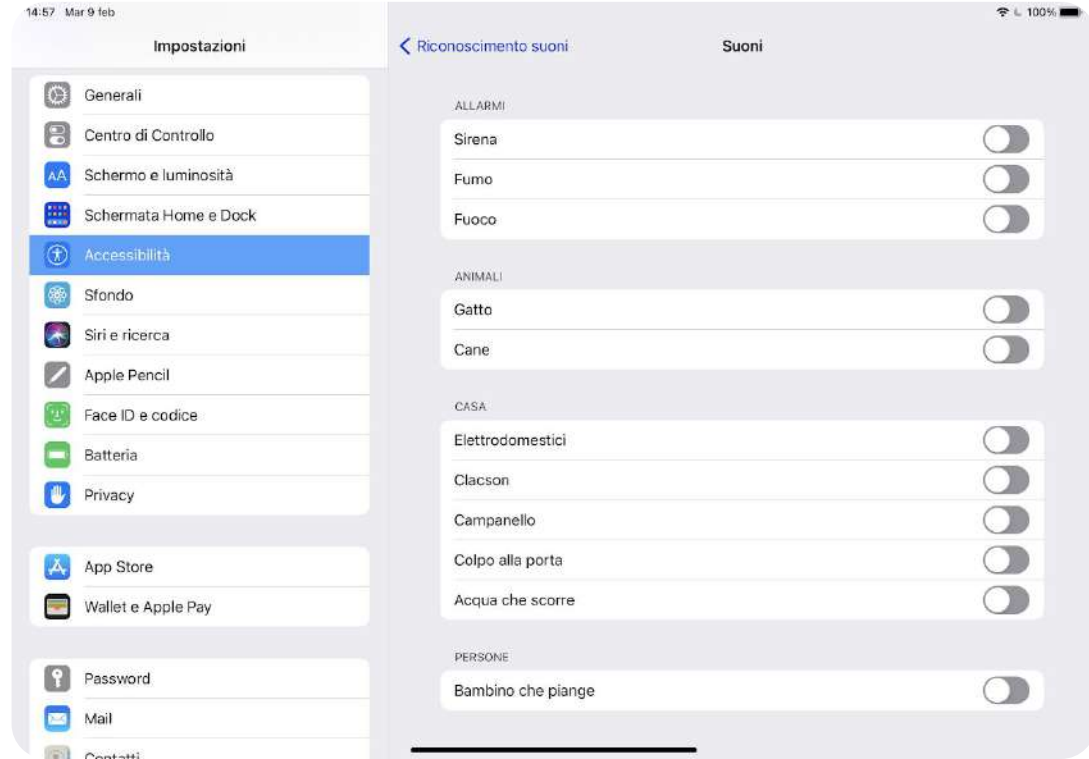 14:57 Mar 9 feb
100%
Impostazioni
Generali
Centro di Controllo
AA
Schermo e luminosità
Schermata Home e Dock
Accessibilità
Sfondo
Siri e ricerca
Apple Pencil
Face ID e codice
Batteria
Privacy
App Store
Wallet e Apple Pay
Password
Mail
Contatti
Riconoscimento suoni
Suoni
ALLARMI
Sirena
Fumo
Fuoco
ANIMALI
Gatto
Cane
CASA
Elettrodomestici
Clacson
Campanello
Colpo alla porta
Acqua che scorre
PERSONE
Bambino che piange